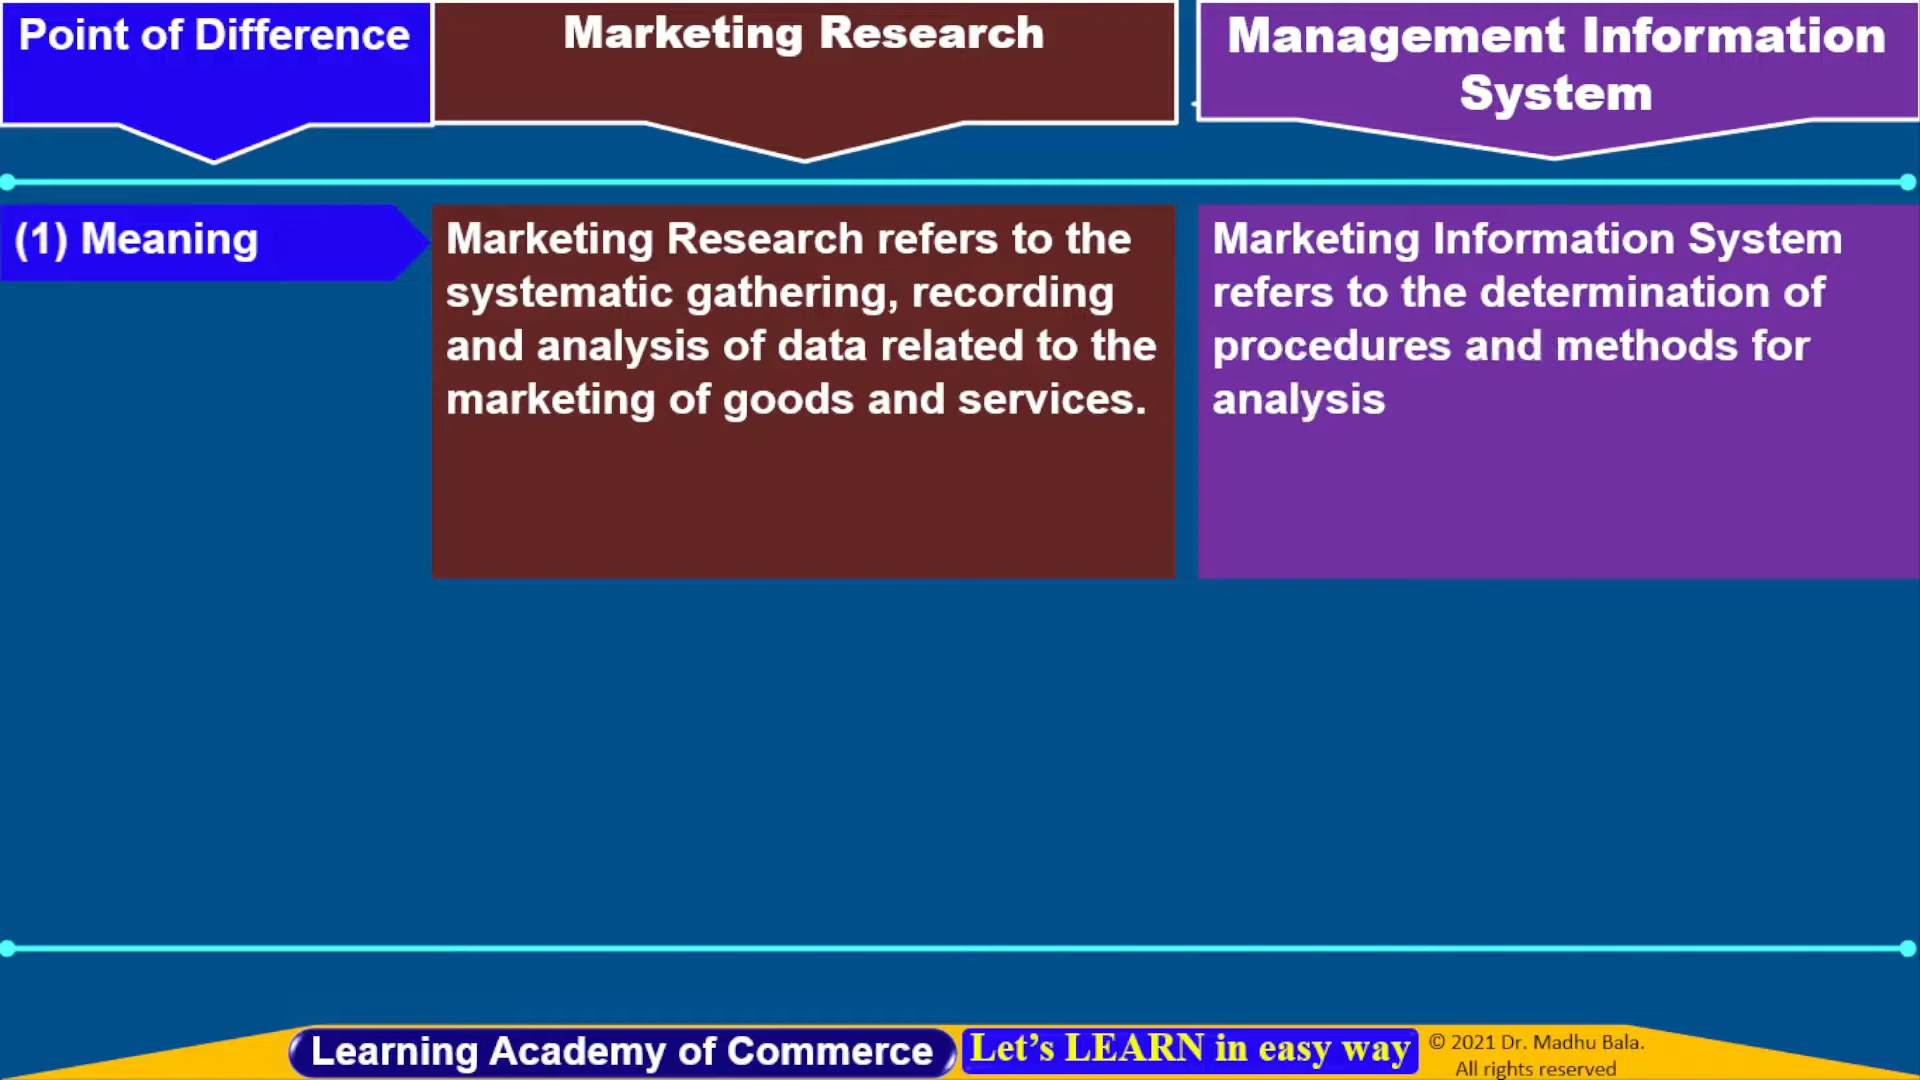 Point of Difference
Marketing Research
Management Information
System
(1) Meaning
Marketing Research refers to the
systematic gathering, recording
and analysis of data related to the
marketing of goods and services.
Marketing Information System
refers to the determination of
procedures and methods for
analysis
Learning Academy of Commerce
Let's LEARN in easy way
© 2021 Dr. Madhu Bala.
All rights reserved